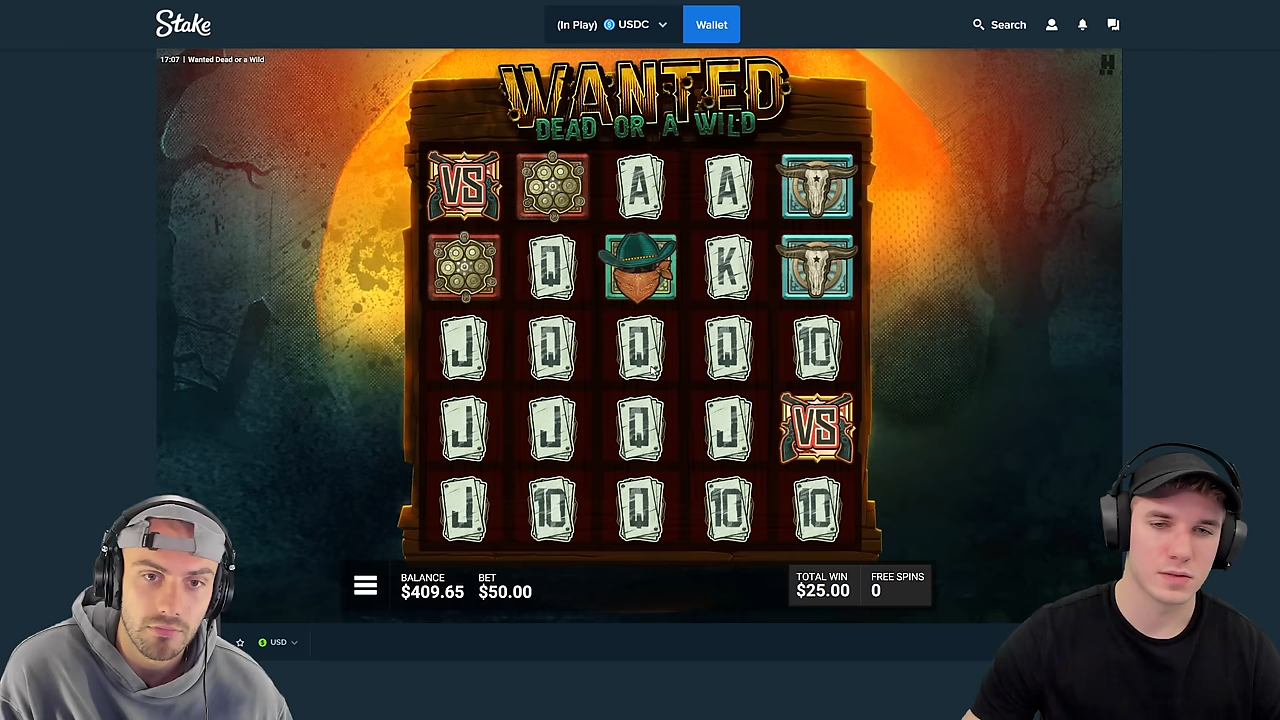 Stake
(In Play) USDC
Wallet
Search
17:07 | Wanted Dead or a Wild
WANTED
DEAD OR A WILD
VS A A
Q K
J Q Q Q 10
J J Q J VS
J 10 Q 10 10
BALANCE
$409.65
BET
$50.00
TOTAL WIN
$25.00
FREE SPINS
0
USD